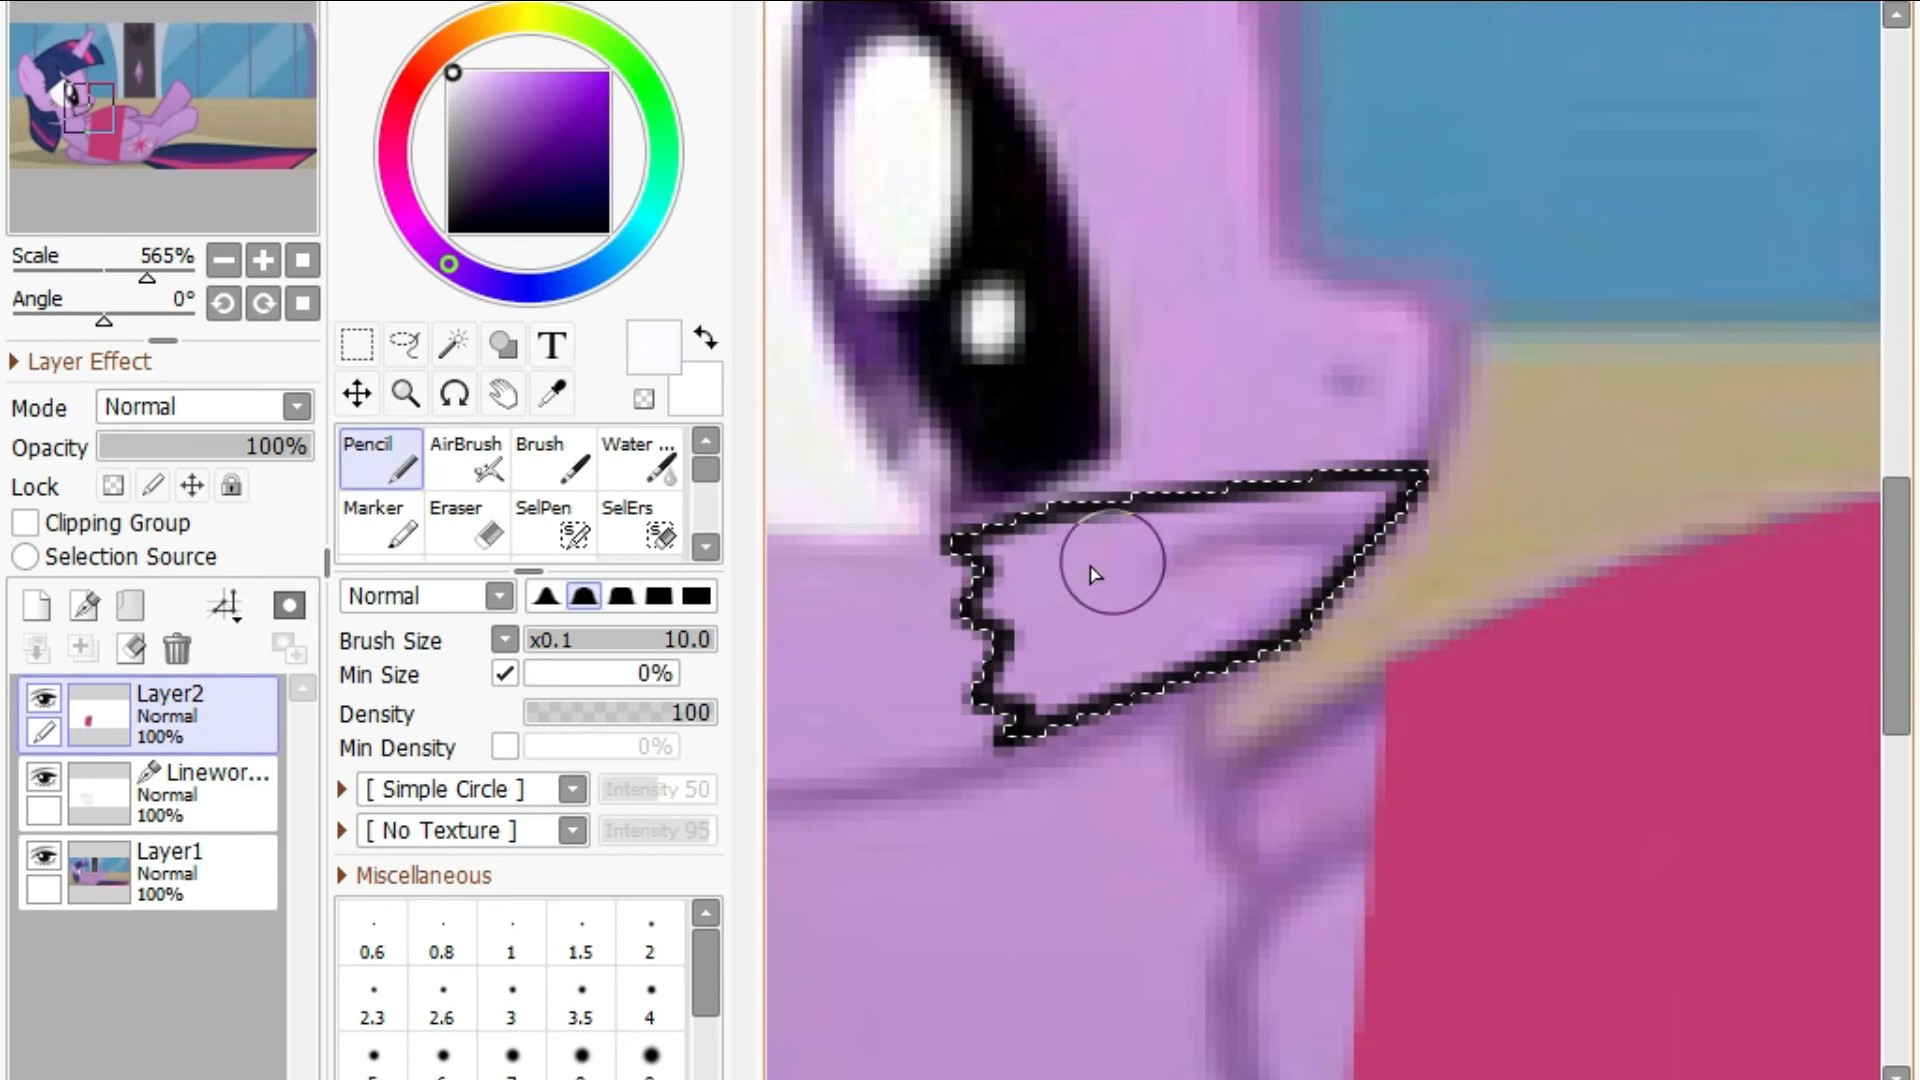 Scale 565%
Angle 0°
Layer Effect
Mode Normal
Opacity 100%
Lock
Clipping Group
Selection Source
Layer2
Normal
100%
Linewor...
Normal
100%
Layer1
Normal
100%
T
Pencil AirBrush Brush Water ...
Marker Eraser SelPen SelErs
Normal
Brush Size x0.1 10.0
Min Size 0%
Density 100
Min Density 0%
[ Simple Circle ] Intensity 50
[ No Texture ] Intensity 95
Miscellaneous
0.6 0.8 1 1.5 2
2.3 2.6 3 3.5 4